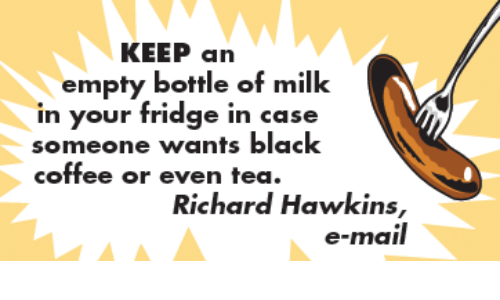 KEEP an
empty bottle of milk
in your fridge in case
someone wants black
coffee or even tea.
Richard Hawkins,
e-mail